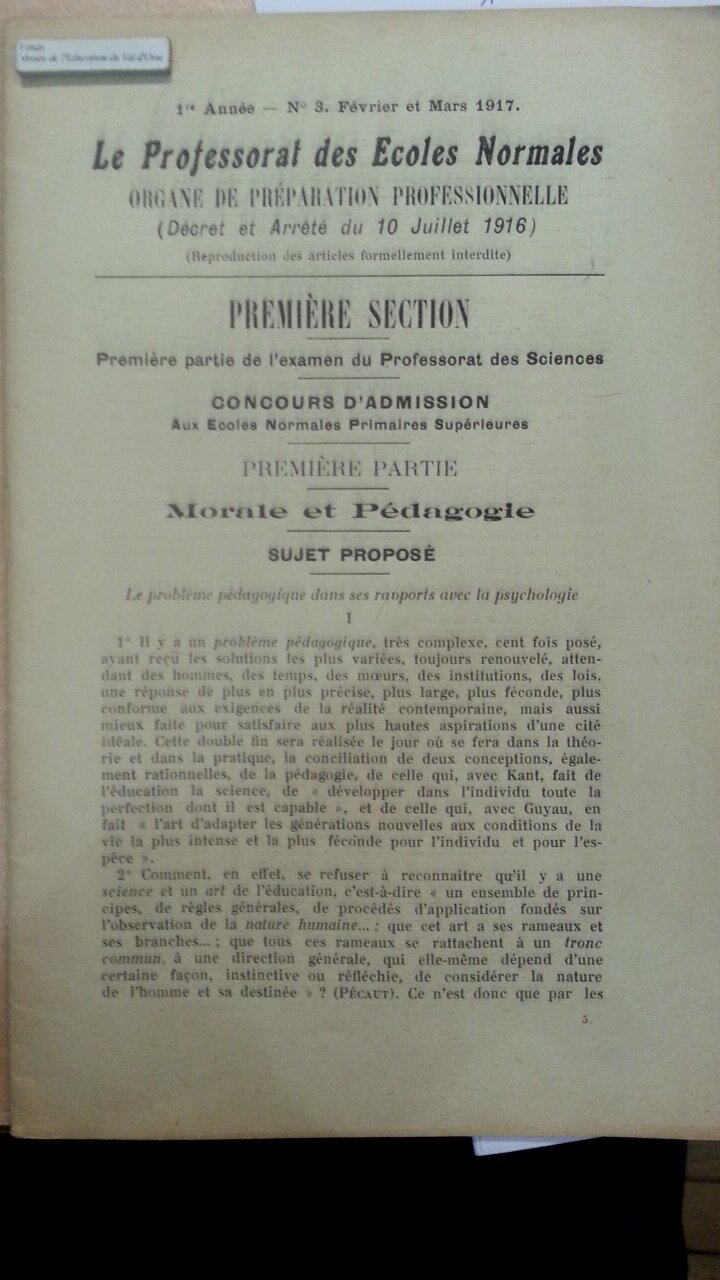 Fonds
Musée de l'Education du Val d'Oise
1re Année — No 3. Février et Mars 1917.
Le Professorat des Ecoles Normales
ORGANE DE PRÉPARATION PROFESSIONNELLE
(Décret et Arrêté du 10 Juillet 1916)
(Reproduction des articles formellement interdite)
PREMIÈRE SECTION
Première partie de l'examen du Professorat des Sciences
CONCOURS D'ADMISSION
Aux Ecoles Normales Primaires Supérieures
PREMIÈRE PARTIE
Morale et Pédagogie
SUJET PROPOSÉ
Le problème pédagogique dans ses rapports avec la psychologie
I
1° Il y a un problème pédagogique, très complexe, cent fois posé,
ayant reçu les solutions les plus variées, toujours renouvelé, atten-
dant des hommes, des temps, des mœurs, des institutions, des lois,
une réponse de plus en plus précise, plus large, plus féconde, plus
conforme aux exigences de la réalité contemporaine, mais aussi
mieux faite pour satisfaire aux plus hautes aspirations d'une cité
idéale. Cette double fin sera réalisée le jour où se fera dans la théo-
rie et dans la pratique, la conciliation de deux conceptions, égale-
ment rationnelles, de la pédagogie, de celle qui, avec Kant, fait de
l'éducation la science, de « développer dans l'individu toute la
perfection dont il est capable », et de celle qui, avec Guyau, en
fait « l'art d'adapter les générations nouvelles aux conditions de la
vie la plus intense et la plus féconde pour l'individu et pour l'es-
pèce ».
2° Comment, en effet, se refuser à reconnaître qu'il y a une
science et un art de l'éducation, c'est-à-dire « un ensemble de prin-
cipes, de règles générales, de procédés d'application fondés sur
l'observation de la nature humaine... : que cet art a ses rameaux et
ses branches... ; que tous ces rameaux se rattachent à un tronc
commun, à une direction générale, qui elle-même dépend d'une
certaine façon, instinctive ou réfléchie, de considérer la nature
de l'homme et sa destinée » ? (PÉCAUT). Ce n'est donc que par les
5.